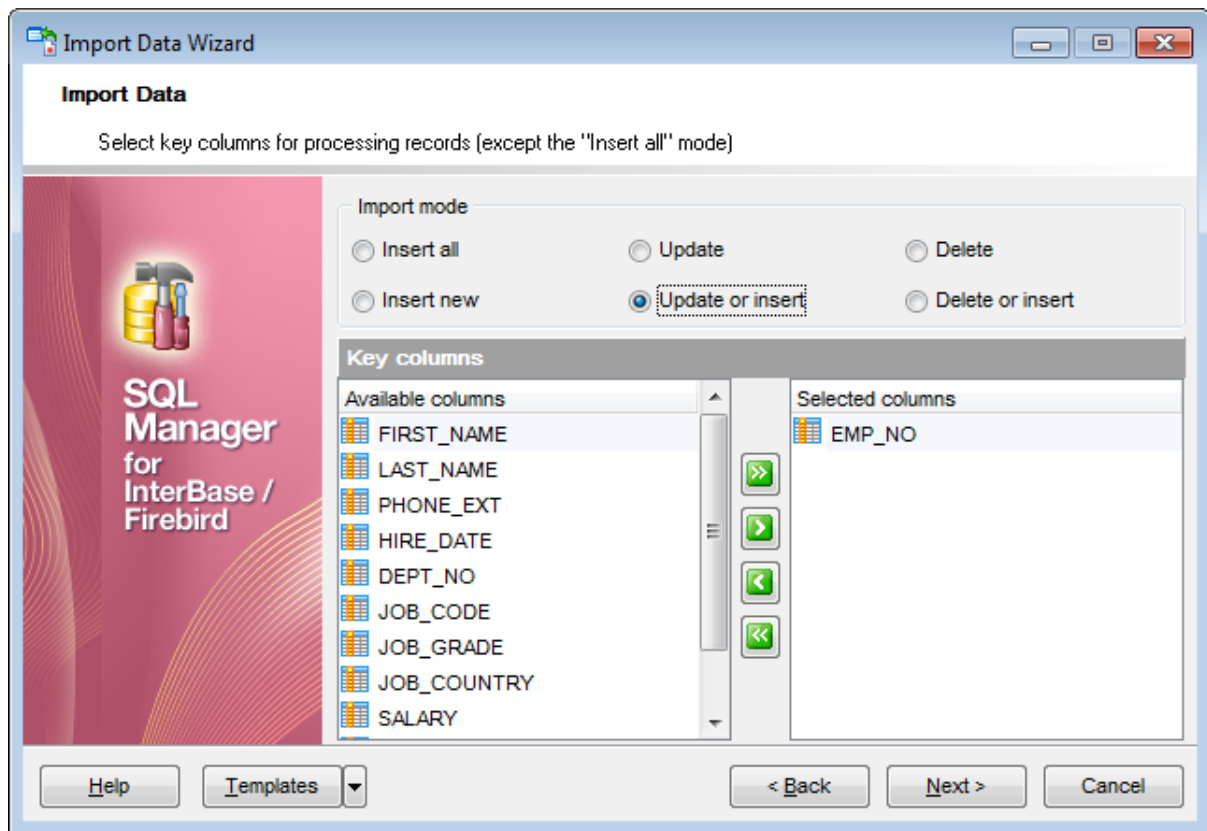 Import Data Wizard
Import Data
Select key columns for processing records (except the "Insert all" mode)
SQL
Manager
for
InterBase /
Firebird
Import mode
Insert all
Update
Delete
Insert new
Update or insert
Delete or insert
Key columns
Available columns
FIRST_NAME
LAST_NAME
PHONE_EXT
HIRE_DATE
DEPT_NO
JOB_CODE
JOB_GRADE
JOB_COUNTRY
SALARY
Selected columns
EMP_NO
Help
Templates
< Back
Next >
Cancel